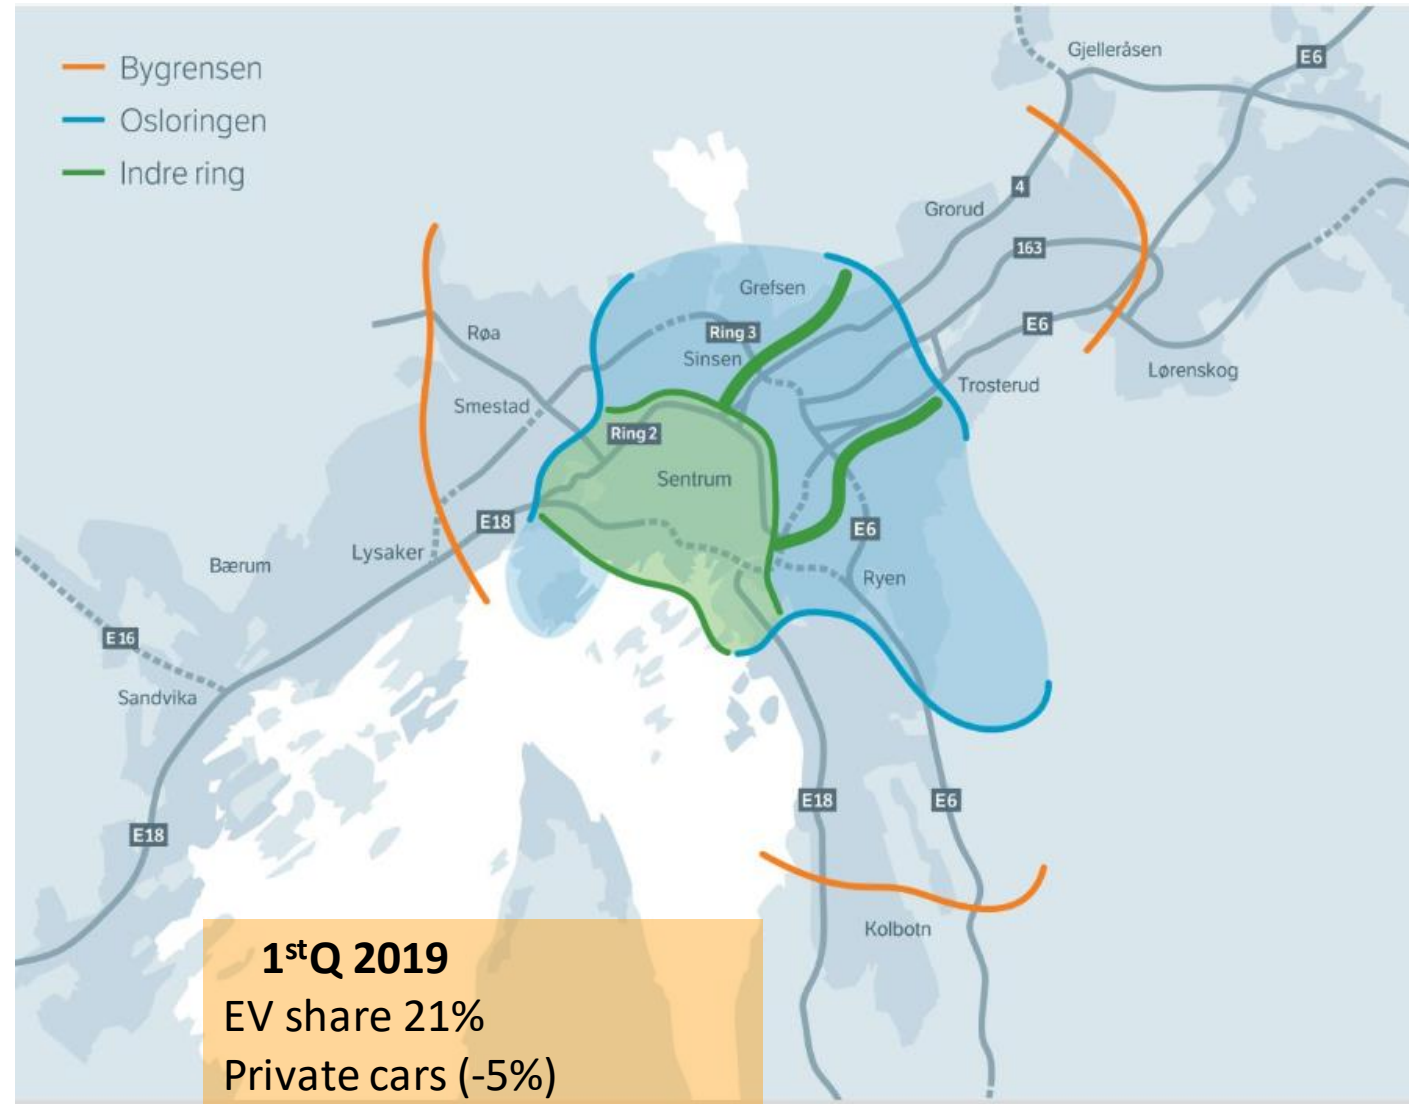 Bygrensen
Osloringen
Indre ring
Gjelleråsen
E6
4
Grorud
163
Grefsen
Røa
Ring 3
Sinsen
E6
Lørenskog
Trosterud
Smestad
Ring 2
Sentrum
E18
E6
Lysaker
Bærum
Ryen
E16
Sandvika
E18
E6
E18
Kolbotn
1stQ 2019
EV share 21%
Private cars (-5%)